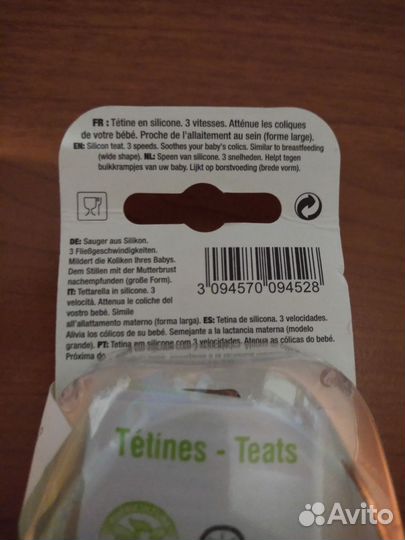 FR : Tétine en silicone. 3 vitesses. Atténue les coliques
de votre bébé. Proche de l'allaitement au sein (forme large).
EN: Silicon teat. 3 speeds. Soothes your baby's colics. Similar to breastfeeding
(wide shape). NL: Speen van silicone. 3 snelheden. Helpt tegen
buikkrampjes van uw baby. Lijkt op borstvoeding (brede vorm).
DE: Sauger aus Silikon.
3 Fließgeschwindigkeiten.
Mildert die Koliken Ihres Babys.
Dem Stillen mit der Mutterbrust
nachempfunden (große Form).
IT: Tettarella in silicone. 3
velocità. Attenua le coliche del
vostro bebè. Simile
all'allattamento materno (forma larga). ES: Tetina de silicona. 3 velocidades.
Alivia los cólicos de su bebé. Semejante a la lactancia materna (modelo
grande). PT: Tetina em silicone com 3 velocidades. Atenua as cólicas do bebé.
Próxima do
3 094570 094528
Tétines - Teats
Avito